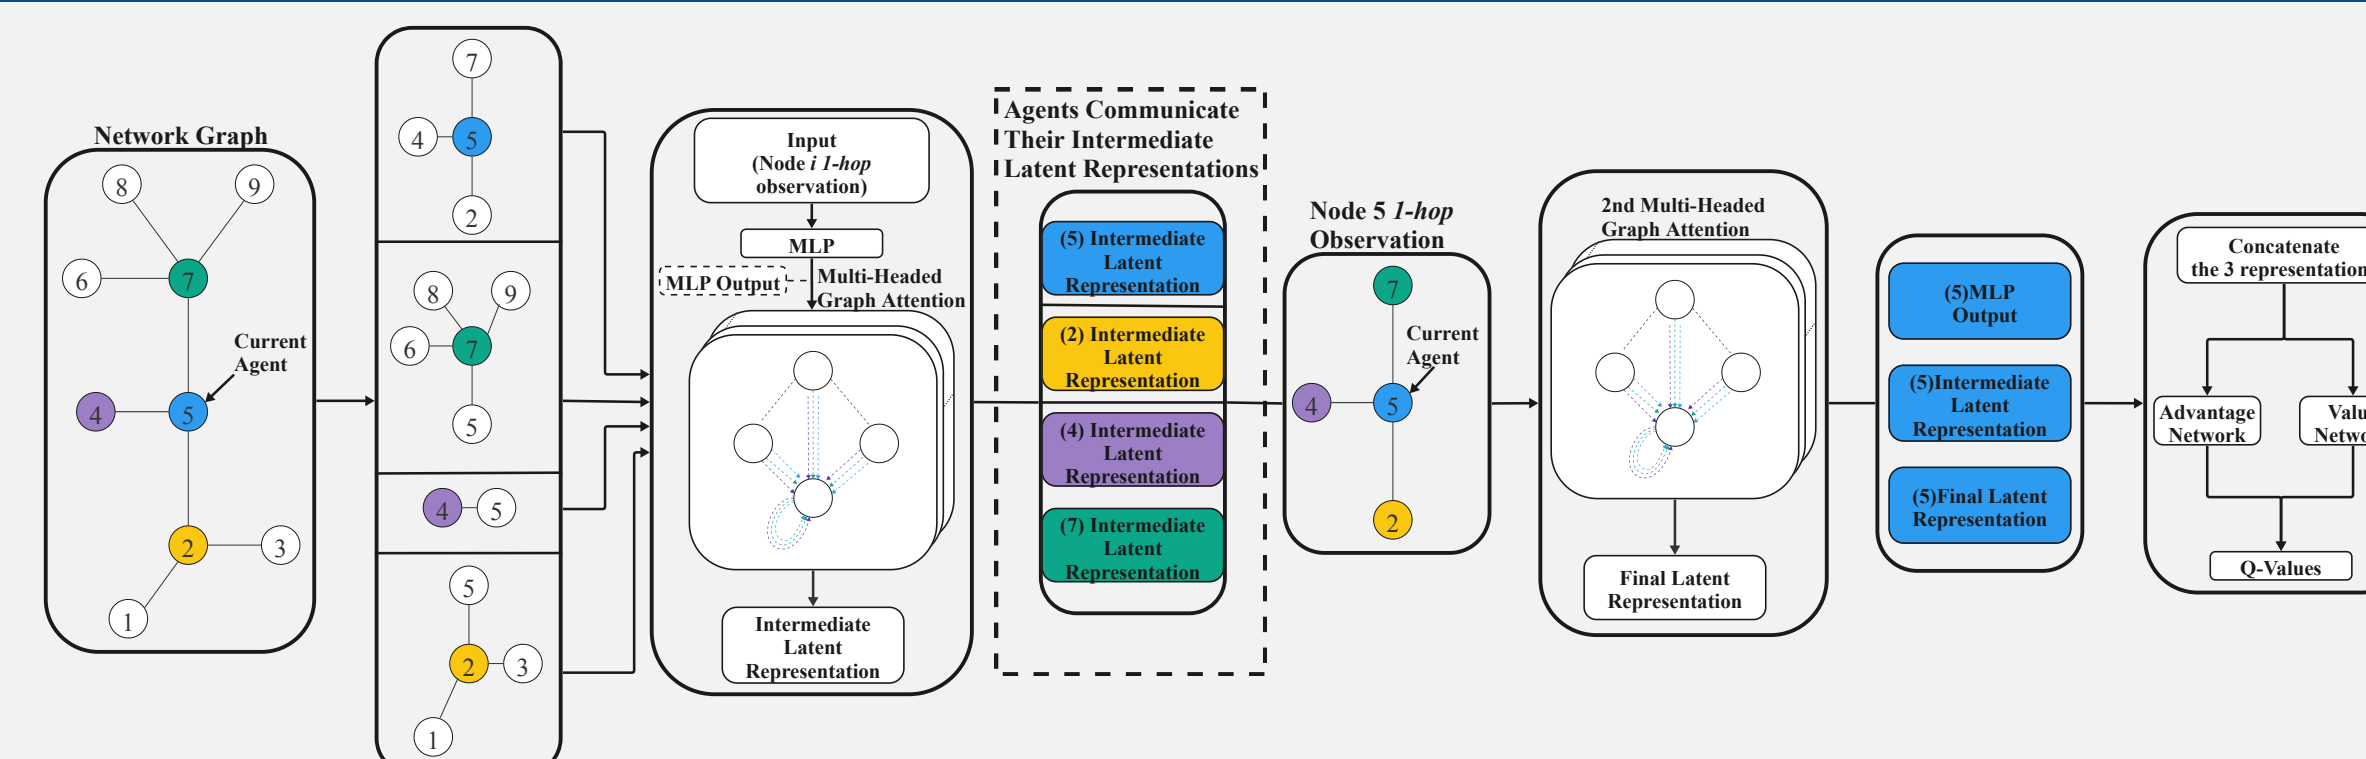 Network Graph
8
9
6
7
Current
Agent
4
5
2
3
1
7
4
5
2
8
9
6
7
5
4
5
5
2
3
1
Input
(Node i 1-hop
observation)
MLP
MLP Output
Multi-Headed
Graph Attention
Intermediate
Latent
Representation
Agents Communicate
Their Intermediate
Latent Representations
(5) Intermediate
Latent
Representation
(2) Intermediate
Latent
Representation
(4) Intermediate
Latent
Representation
(7) Intermediate
Latent
Representation
Node 5 1-hop
Observation
7
Current
Agent
4
5
2
2nd Multi-Headed
Graph Attention
Final Latent
Representation
(5)MLP
Output
(5)Intermediate
Latent
Representation
(5)Final Latent
Representation
Concatenate
the 3 representation
Advantage
Network
Valu
Netwo
Q-Values